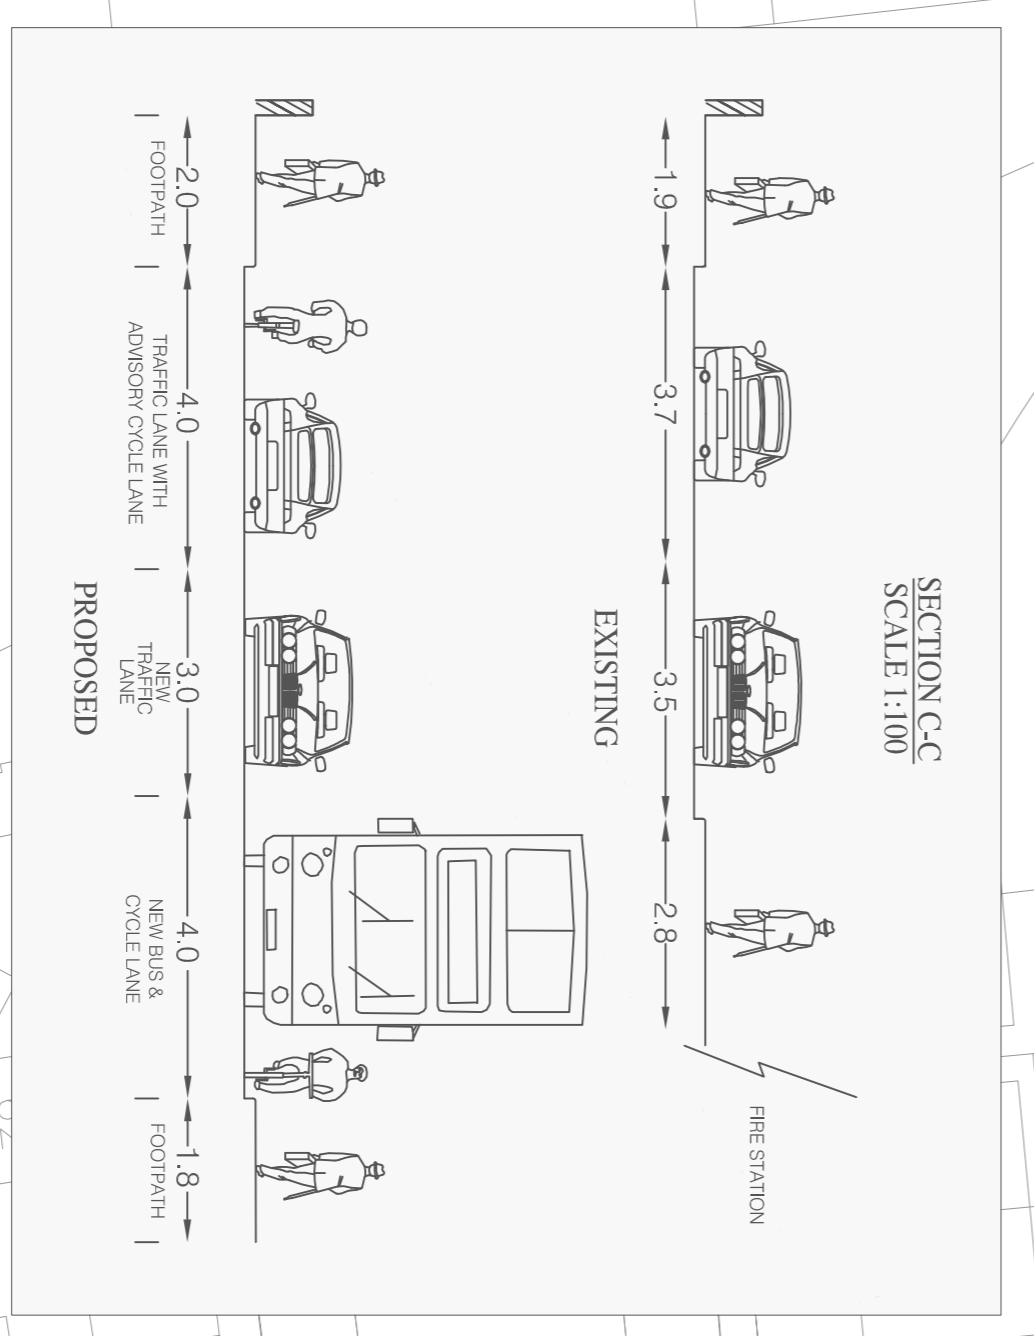 SECTION C-C
SCALE 1:100
FIRE STATION
1.9
3.7
3.5
2.8
EXISTING
2.0
4.0
3.0
4.0
1.8
FOOTPATH
TRAFFIC LANE WITH
ADVISORY CYCLE LANE
NEW
TRAFFIC
LANE
NEW BUS &
CYCLE LANE
FOOTPATH
PROPOSED